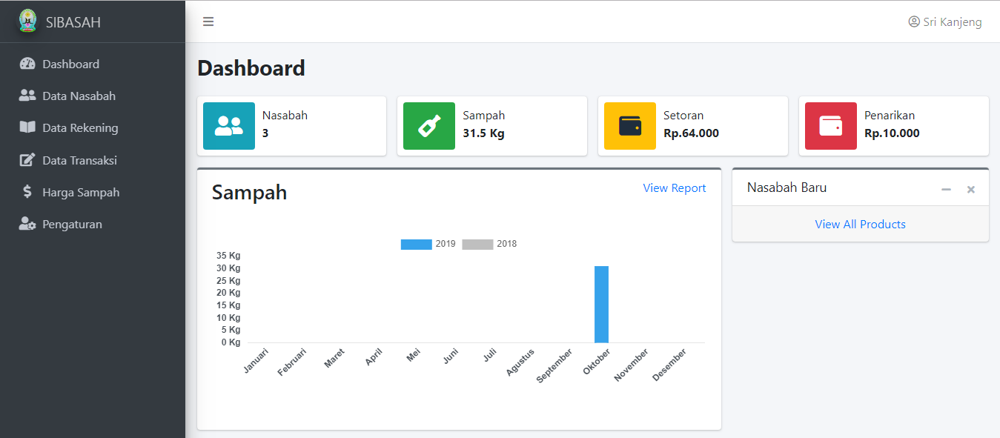 SIBASAH
Sri Kanjeng
Dashboard
Data Nasabah
Data Rekening
Data Transaksi
Harga Sampah
Pengaturan
Dashboard
Nasabah
3
Sampah
31.5 Kg
Setoran
Rp.64.000
Penarikan
Rp.10.000
Sampah
View Report
2019 2018
35 Kg
30 Kg
25 Kg
20 Kg
15 Kg
10 Kg
5 Kg
0 Kg
Januari Februari Maret April Mei Juni Juli Agustus September Oktober November Desember
Nasabah Baru
View All Products